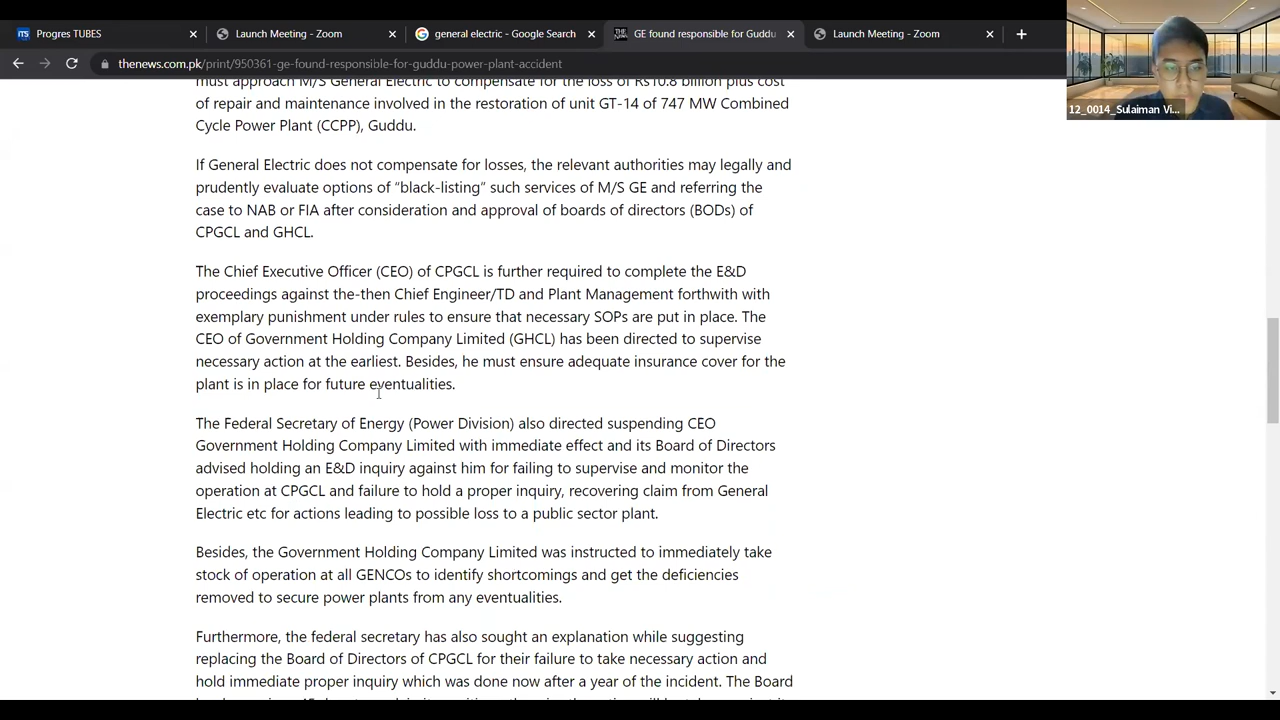 Progres TUBES
Launch Meeting - Zoom
general electric - Google Search
GE found responsible for Guddu
Launch Meeting - Zoom
thenews.com.pk/print/950361-ge-found-responsible-for-guddu-power-plant-accident
12_0014_Sulaiman Vi...
must approach M/S General Electric to compensate for the loss of Rs10.8 billion plus cost
of repair and maintenance involved in the restoration of unit GT-14 of 747 MW Combined
Cycle Power Plant (CCPP), Guddu.
If General Electric does not compensate for losses, the relevant authorities may legally and
prudently evaluate options of “black-listing” such services of M/S GE and referring the
case to NAB or FIA after consideration and approval of boards of directors (BODs) of
CPGCL and GHCL.
The Chief Executive Officer (CEO) of CPGCL is further required to complete the E&D
proceedings against the-then Chief Engineer/TD and Plant Management forthwith with
exemplary punishment under rules to ensure that necessary SOPs are put in place. The
CEO of Government Holding Company Limited (GHCL) has been directed to supervise
necessary action at the earliest. Besides, he must ensure adequate insurance cover for the
plant is in place for future eventualities.
The Federal Secretary of Energy (Power Division) also directed suspending CEO
Government Holding Company Limited with immediate effect and its Board of Directors
advised holding an E&D inquiry against him for failing to supervise and monitor the
operation at CPGCL and failure to hold a proper inquiry, recovering claim from General
Electric etc for actions leading to possible loss to a public sector plant.
Besides, the Government Holding Company Limited was instructed to immediately take
stock of operation at all GENCOs to identify shortcomings and get the deficiencies
removed to secure power plants from any eventualities.
Furthermore, the federal secretary has also sought an explanation while suggesting
replacing the Board of Directors of CPGCL for their failure to take necessary action and
hold immediate proper inquiry which was done now after a year of the incident. The Board